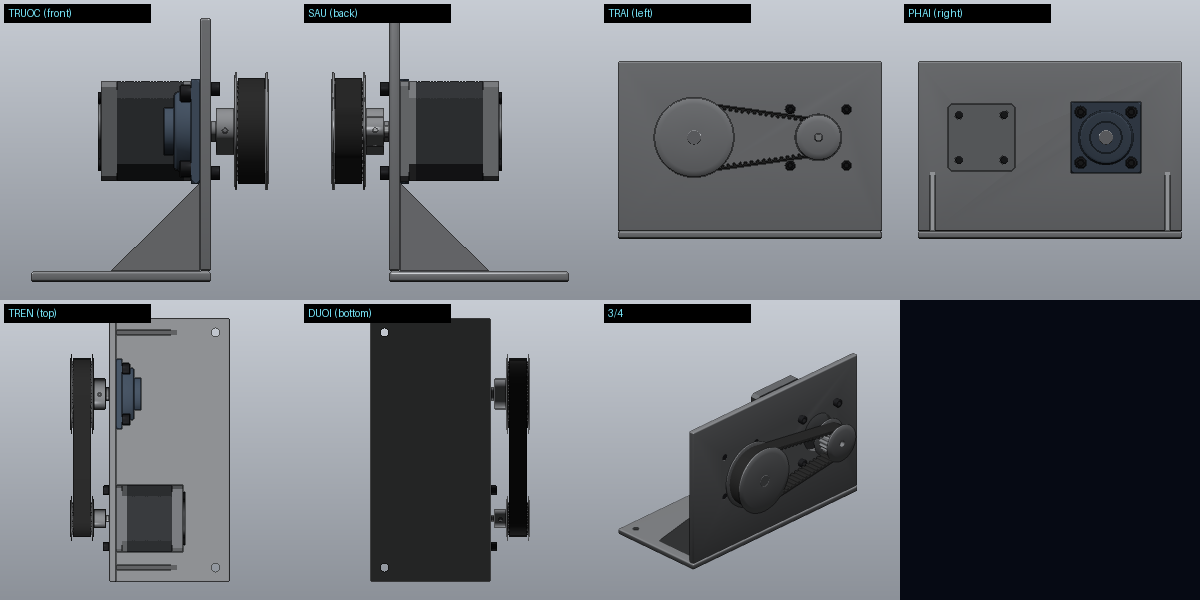 TRUOC (front)
SAU (back)
TRAI (left)
PHAI (right)
TREN (top)
DUOI (bottom)
3/4